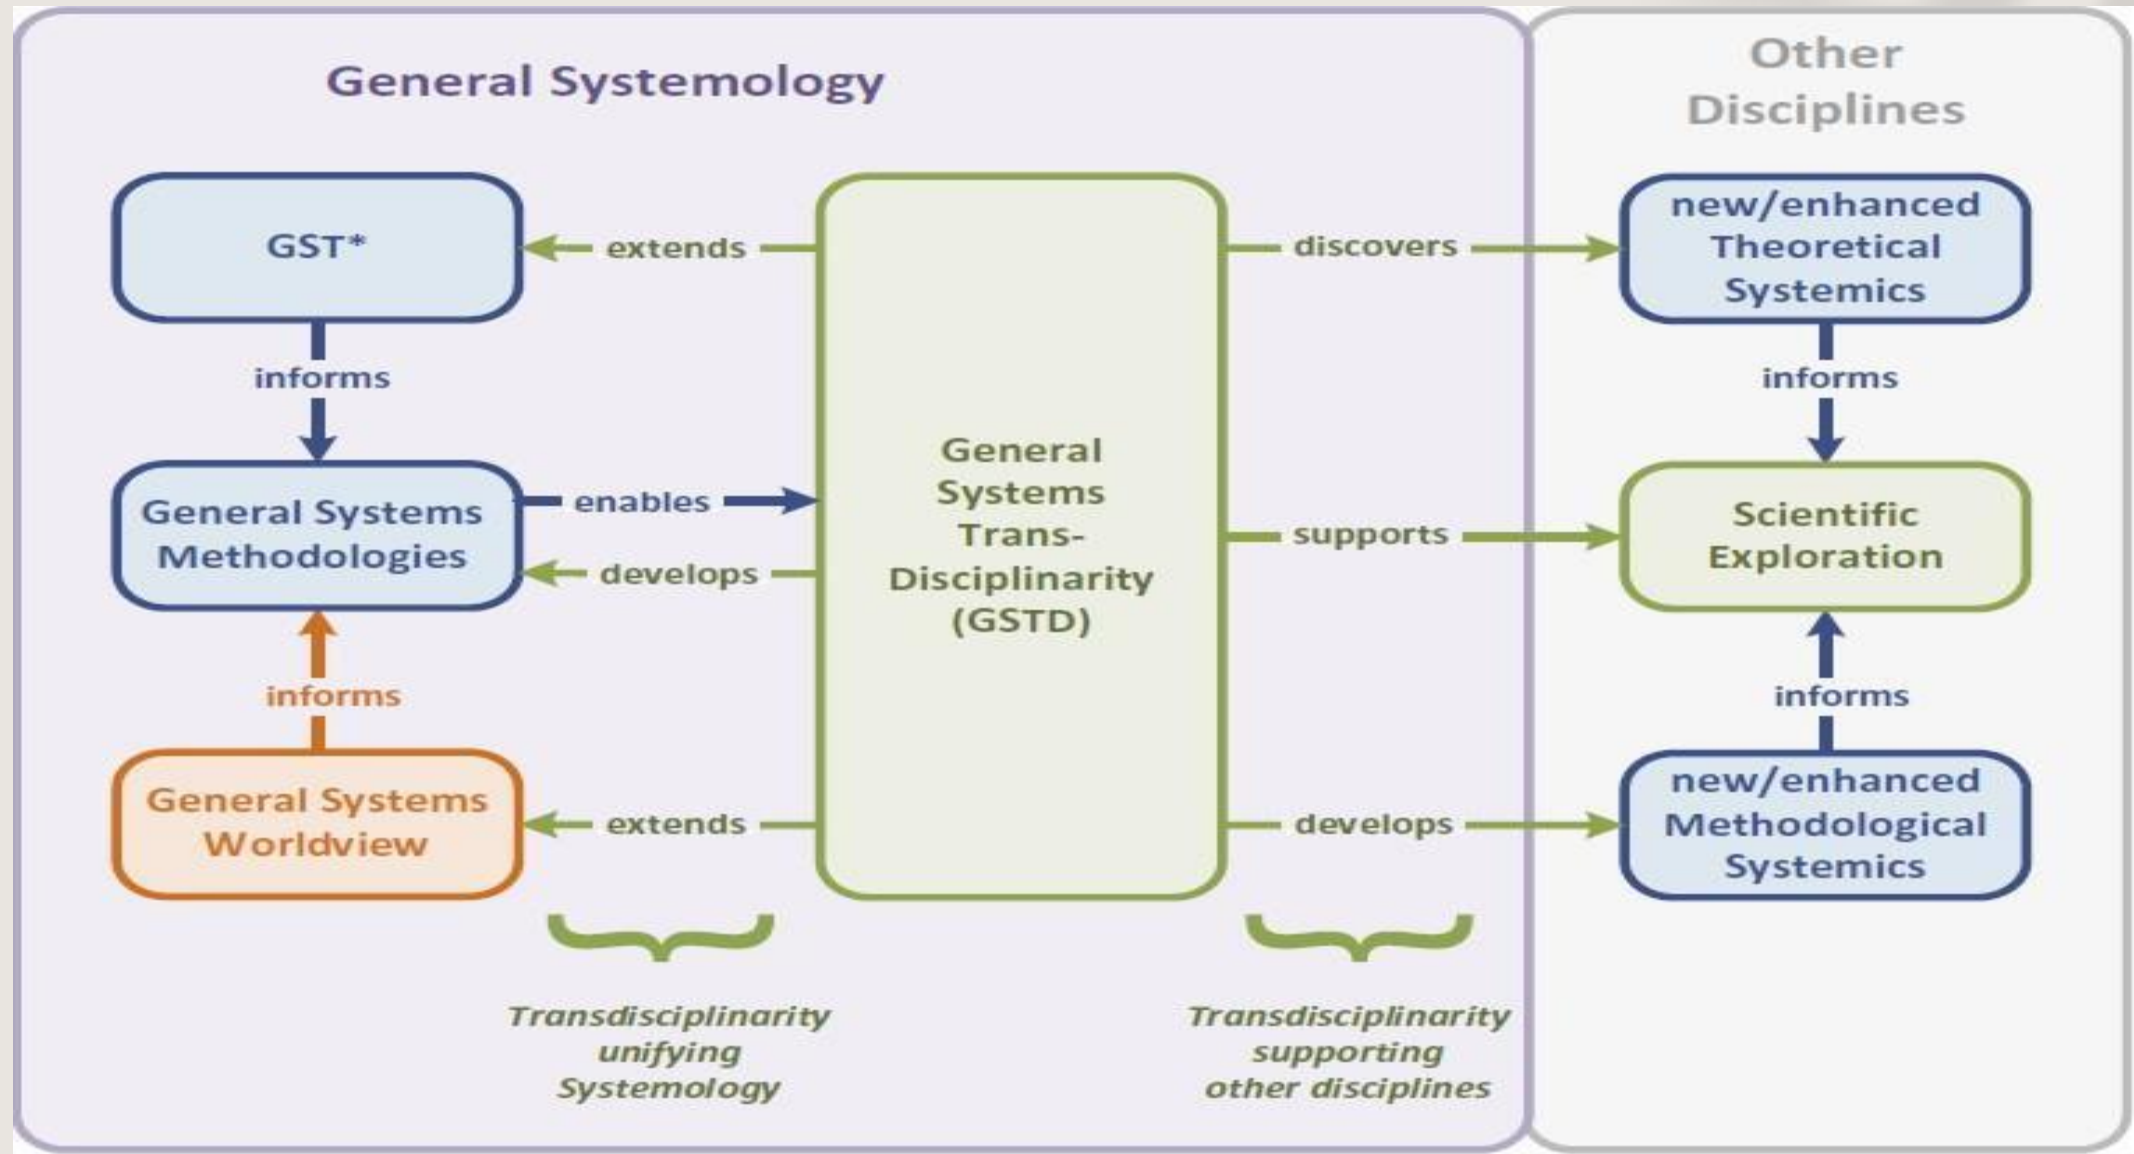 General Systemology
Other
Disciplines
GST*
extends
discovers
new/enhanced
Theoretical
Systemics
informs
informs
General Systems
Methodologies
enables
develops
General
Systems
Trans-
Disciplinarity
(GSTD)
supports
Scientific
Exploration
informs
informs
General Systems
Worldview
extends
develops
new/enhanced
Methodological
Systemics
Transdisciplinarity
unifying
Systemology
Transdisciplinarity
supporting
other disciplines